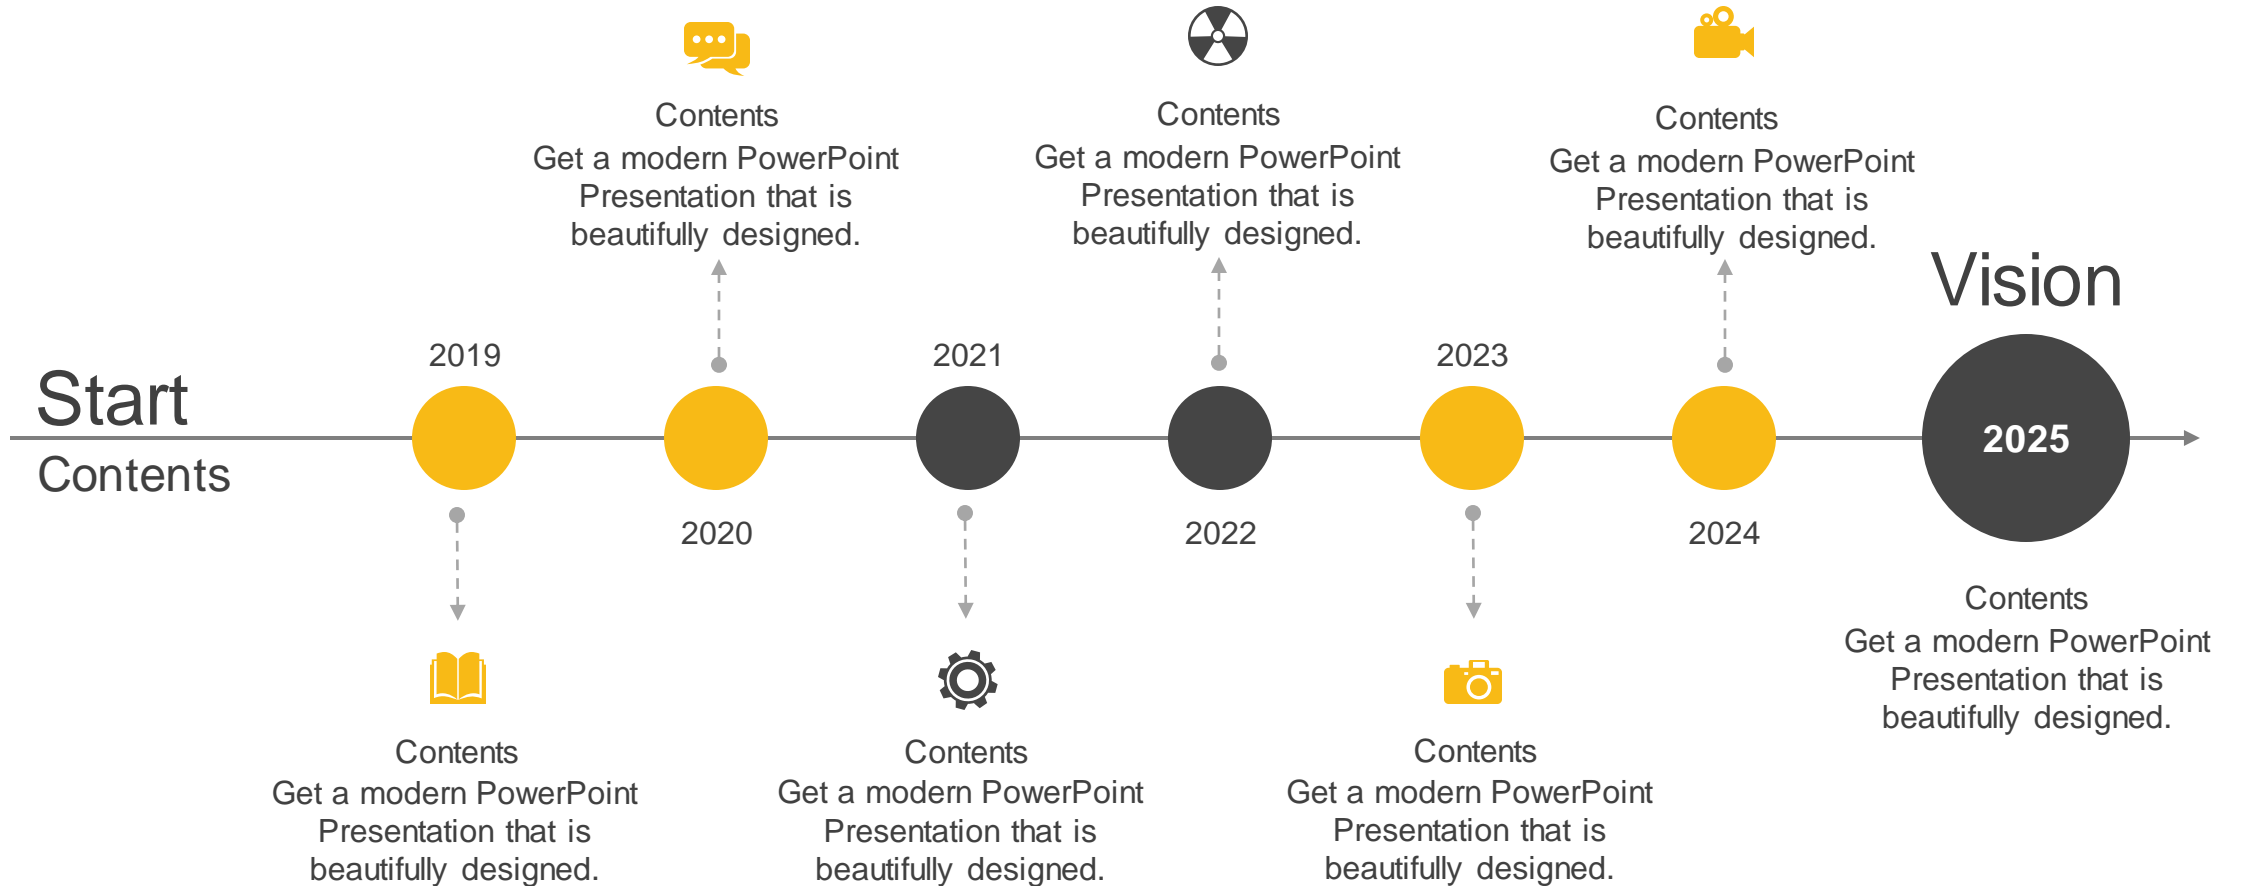 Start
Contents
2019
Contents
Get a modern PowerPoint
Presentation that is
beautifully designed.
Contents
Get a modern PowerPoint
Presentation that is
beautifully designed.
2020
2021
Contents
Get a modern PowerPoint
Presentation that is
beautifully designed.
Contents
Get a modern PowerPoint
Presentation that is
beautifully designed.
2022
2023
Contents
Get a modern PowerPoint
Presentation that is
beautifully designed.
Contents
Get a modern PowerPoint
Presentation that is
beautifully designed.
2024
Vision
2025
Contents
Get a modern PowerPoint
Presentation that is
beautifully designed.